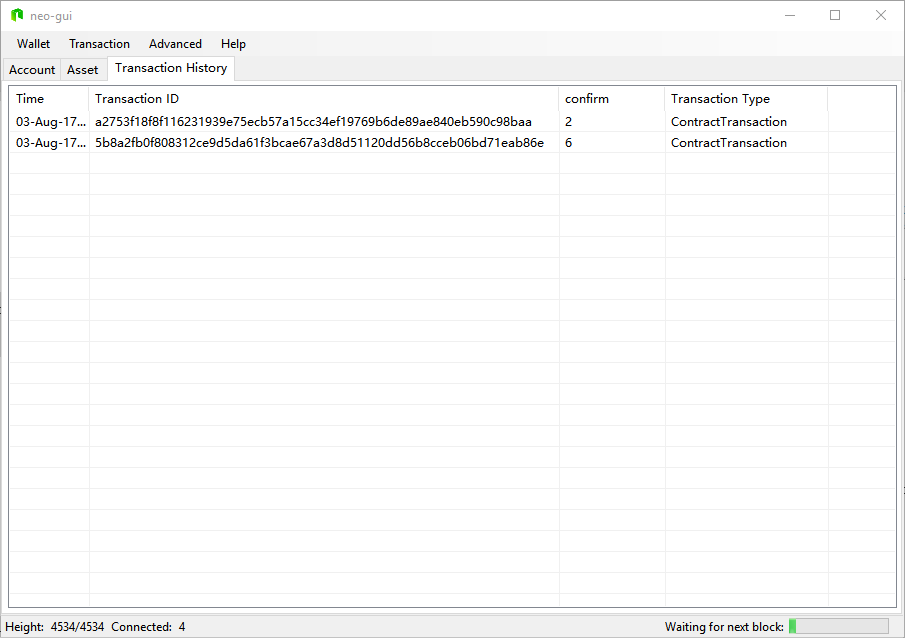 neo-gui
Wallet Transaction Advanced Help
Account Asset Transaction History
Time Transaction ID confirm Transaction Type
03-Aug-17... a2753f18f8f116231939e75ecb57a15cc34ef19769b6de89ae840eb590c98baa 2 ContractTransaction
03-Aug-17... 5b8a2fb0f808312ce9d5da61f3bcae67a3d8d51120dd56b8cceb06bd71eab86e 6 ContractTransaction
Height: 4534/4534 Connected: 4 Waiting for next block: